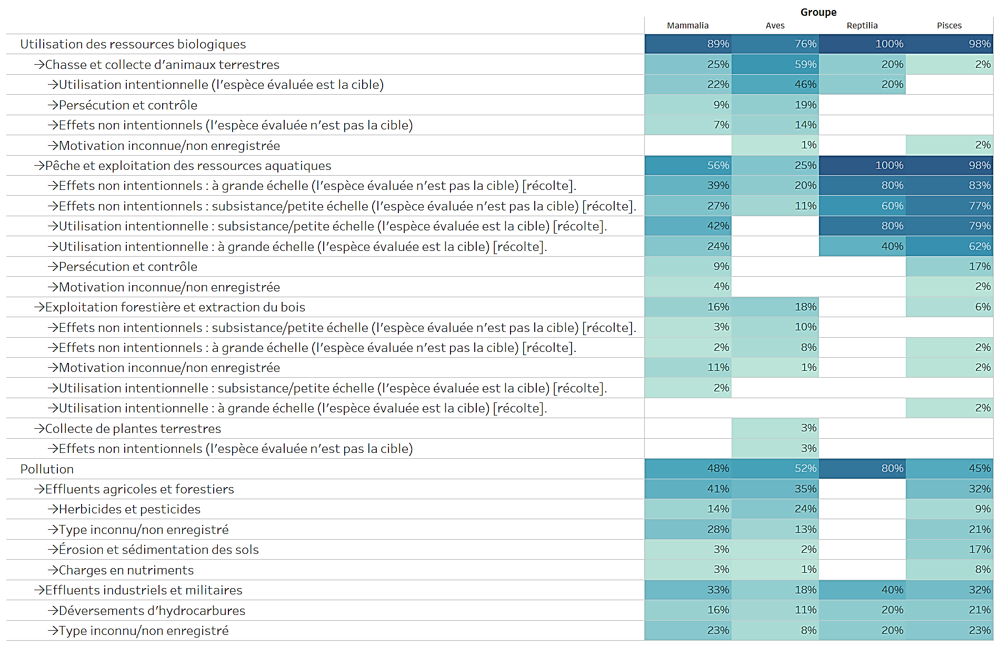 Groupe
Mammalia Aves Reptilia Pisces
Utilisation des ressources biologiques 89% 76% 100% 98%
→Chasse et collecte d’animaux terrestres 25% 59% 20% 2%
→Utilisation intentionnelle (l’espèce évaluée est la cible) 22% 46% 20%
→Persécution et contrôle 9% 19%
→Effets non intentionnels (l’espèce évaluée n’est pas la cible) 7% 14%
→Motivation inconnue/non enregistrée 1% 2%
→Pêche et exploitation des ressources aquatiques 56% 25% 100% 98%
→Effets non intentionnels : à grande échelle (l’espèce évaluée n’est pas la cible) [récolte]. 39% 20% 80% 83%
→Effets non intentionnels : subsistance/petite échelle (l’espèce évaluée n’est pas la cible) [récolte]. 27% 11% 60% 77%
→Utilisation intentionnelle : subsistance/petite échelle (l’espèce évaluée est la cible) [récolte]. 42% 80% 79%
→Utilisation intentionnelle : à grande échelle (l’espèce évaluée est la cible) [récolte]. 24% 40% 62%
→Persécution et contrôle 9% 17%
→Motivation inconnue/non enregistrée 4% 2%
→Exploitation forestière et extraction du bois 16% 18% 6%
→Effets non intentionnels : subsistance/petite échelle (l’espèce évaluée n’est pas la cible) [récolte]. 3% 10%
→Effets non intentionnels : à grande échelle (l’espèce évaluée n’est pas la cible) [récolte]. 2% 8% 2%
→Motivation inconnue/non enregistrée 11% 1% 2%
→Utilisation intentionnelle : subsistance/petite échelle (l’espèce évaluée est la cible) [récolte]. 2%
→Utilisation intentionnelle : à grande échelle (l’espèce évaluée est la cible) [récolte]. 2%
→Collecte de plantes terrestres 3%
→Effets non intentionnels (l’espèce évaluée n’est pas la cible) 3%
Pollution 48% 52% 80% 45%
→Effluents agricoles et forestiers 41% 35% 32%
→Herbicides et pesticides 14% 24% 9%
→Type inconnu/non enregistré 28% 13% 21%
→Érosion et sédimentation des sols 3% 2% 17%
→Charges en nutriments 3% 1% 8%
→Effluents industriels et militaires 33% 18% 40% 32%
→Déversements d’hydrocarbures 16% 11% 20% 21%
→Type inconnu/non enregistré 23% 8% 20% 23%